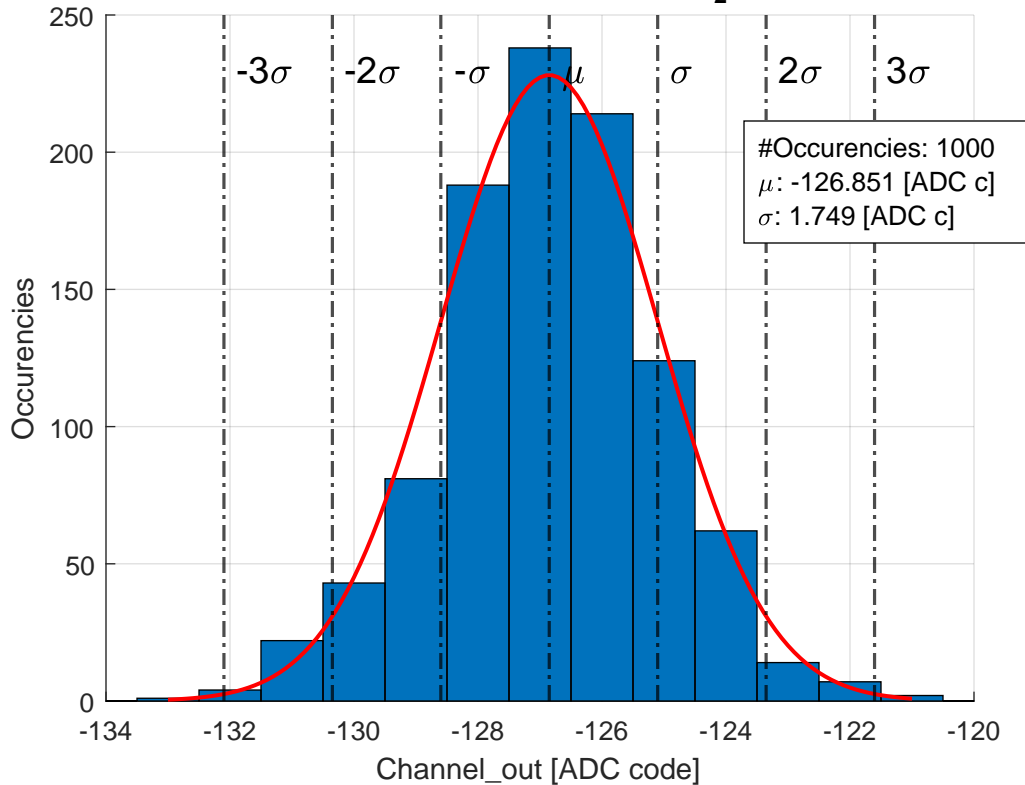 2
250
-3σ
-2σ
-σ
μ
σ
2σ
3σ
#Occurencies: 1000
μ: -126.851 [ADC c]
σ: 1.749 [ADC c]
200
150
100
50
0
Occurencies
-134
-132
-130
-128
-126
-124
-122
-120
Channel_out [ADC code]